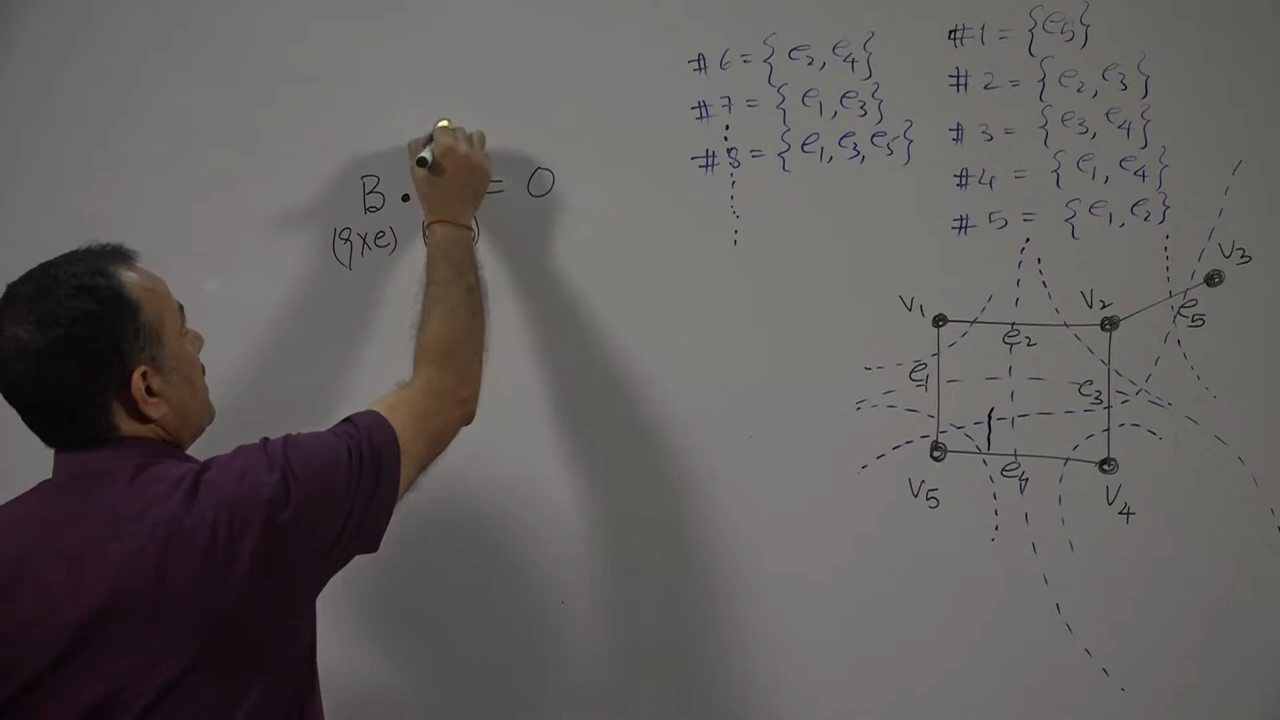 B · = 0
(q×e) ( )
#6 = {e2, e4}
#7 = {e1, e3}
#8 = {e1, e3, e5}
#1 = {e5}
#2 = {e2, e3}
#3 = {e3, e4}
#4 = {e1, e4}
#5 = {e1, e2}
V3
V1 V2
e5
e2
e1 e3
e4
V5 V4